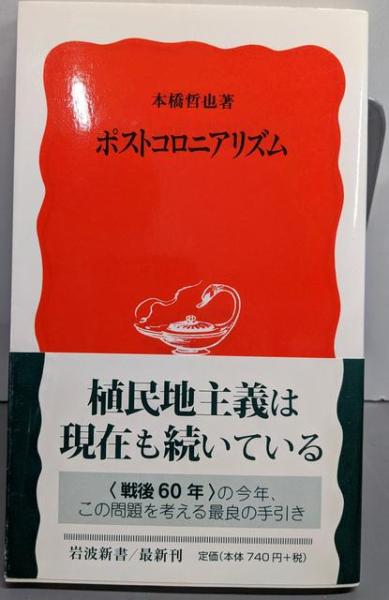 本橋哲也著
ポストコロニアリズム
植民地主義は
現在も続いている
〈戦後60年〉の今年、
この問題を考える最良の手引き
岩波新書/最新刊 定価(本体740円+税)